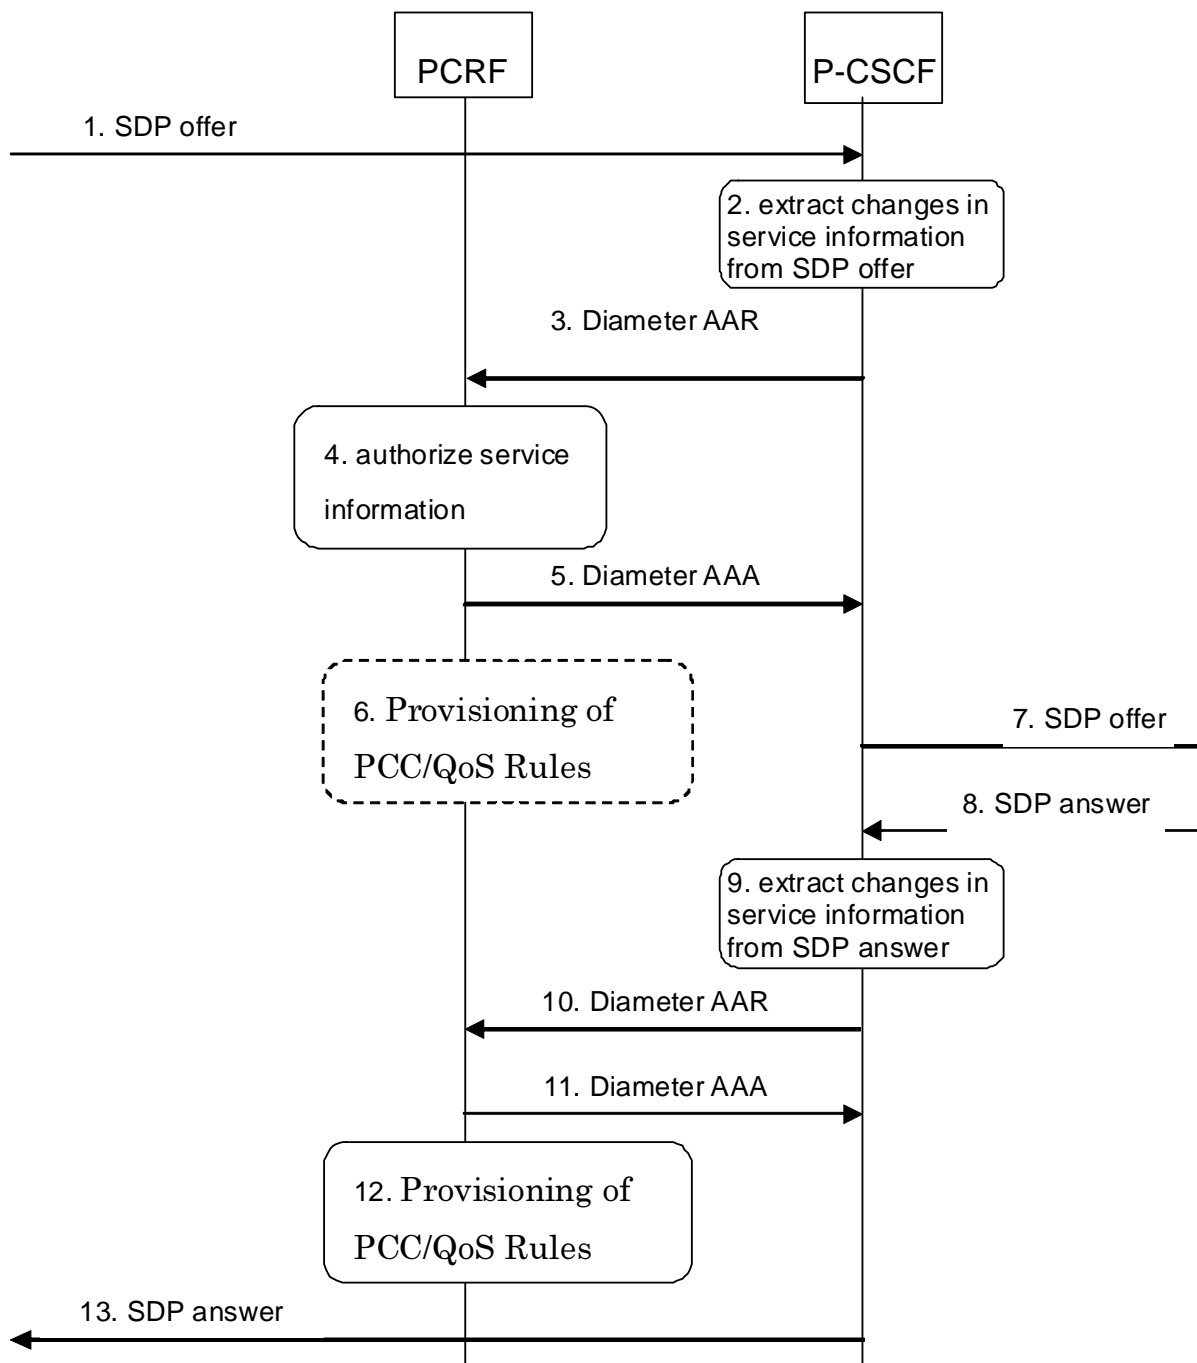 PCRF
P-CSCF
1. SDP offer
2. extract changes in
service information
from SDP offer
3. Diameter AAR
4. authorize service
information
5. Diameter AAA
6. Provisioning of
PCC/QoS Rules
7. SDP offer
8. SDP answer
9. extract changes in
service information
from SDP answer
10. Diameter AAR
11. Diameter AAA
12. Provisioning of
PCC/QoS Rules
13. SDP answer